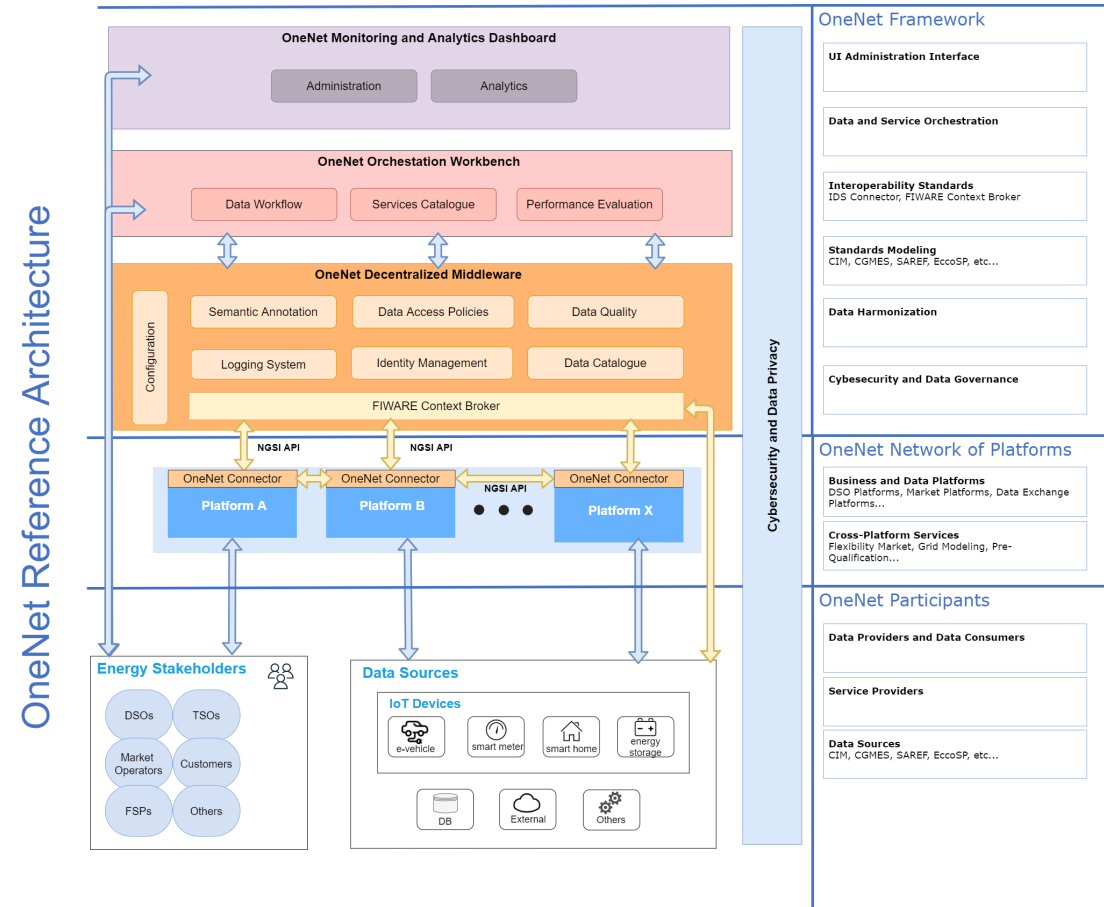 OneNet Reference Architecture
OneNet Monitoring and Analytics Dashboard
Administration
Analytics
OneNet Orchestation Workbench
Data Workflow
Services Catalogue
Performance Evaluation
OneNet Decentralized Middleware
Configuration
Semantic Annotation
Data Access Policies
Data Quality
Logging System
Identity Management
Data Catalogue
FIWARE Context Broker
NGSI API
NGSI API
OneNet Connector
OneNet Connector
OneNet Connector
NGSI API
Platform A
Platform B
Platform X
Energy Stakeholders
DSOs
TSOs
Market
Operators
Customers
FSPs
Others
Data Sources
IoT Devices
e-vehicle
smart meter
smart home
energy
storage
DB
External
Others
Cybersecurity and Data Privacy
OneNet Framework
UI Administration Interface
Data and Service Orchestration
Interoperability Standards
IDS Connector, FIWARE Context Broker
Standards Modeling
CIM, CGMES, SAREF, EccoSP, etc...
Data Harmonization
Cybesecurity and Data Governance
OneNet Network of Platforms
Business and Data Platforms
DSO Platforms, Market Platforms, Data Exchange
Platforms...
Cross-Platform Services
Flexibility Market, Grid Modeling, Pre-
Qualification...
OneNet Participants
Data Providers and Data Consumers
Service Providers
Data Sources
CIM, CGMES, SAREF, EccoSP, etc...